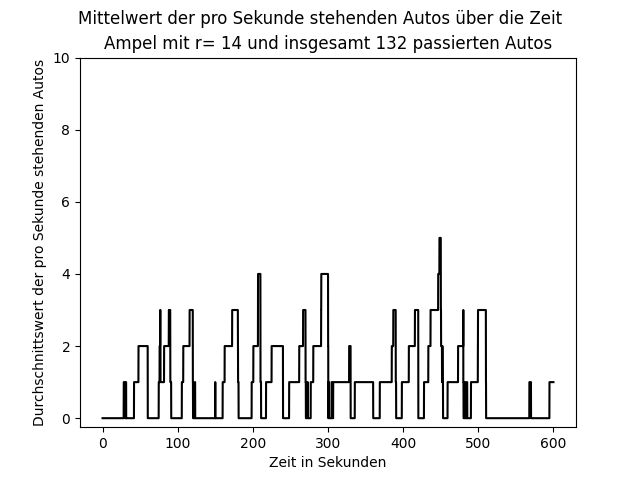 Mittelwert der pro Sekunde stehenden Autos über die Zeit
Ampel mit r= 14 und insgesamt 132 passierten Autos
Durchschnittswert der pro Sekunde stehenden Autos
10
8
6
4
2
0
0 100 200 300 400 500 600
Zeit in Sekunden